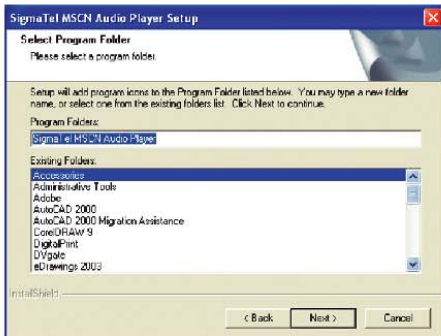 SigmaTel MSCN Audio Player Setup
Select Program Folder
Please select a program folder.
Setup will add program icons to the Program Folder listed below. You may type a new folder
name, or select one from the existing folders list. Click Next to continue.
Program Folders:
SigmaTel MSCN Audio Player
Existing Folders:
Accessories
Administrative Tools
Adobe
AutoCAD 2000
AutoCAD 2000 Migration Assistance
CorelDRAW 9
DigitalPrint
DVgate
eDrawings 2003
InstallShield
< Back
Next >
Cancel